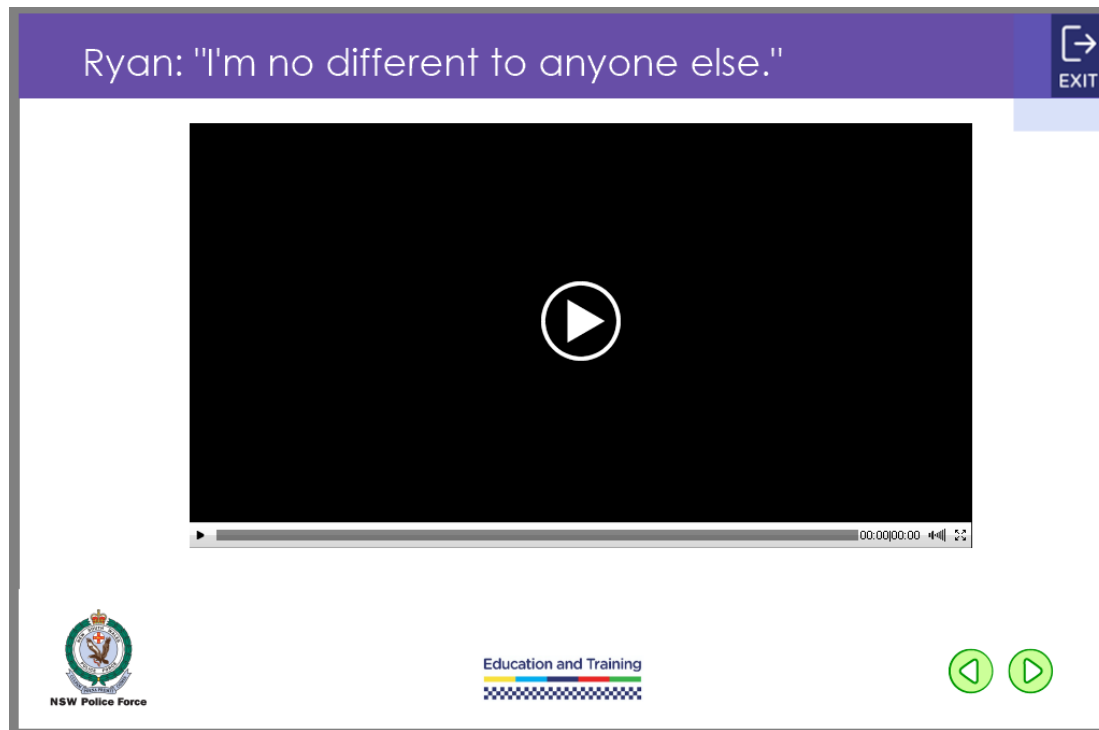 Ryan: "I'm no different to anyone else."
EXIT
00:00|00:00
NSW Police Force
Education and Training